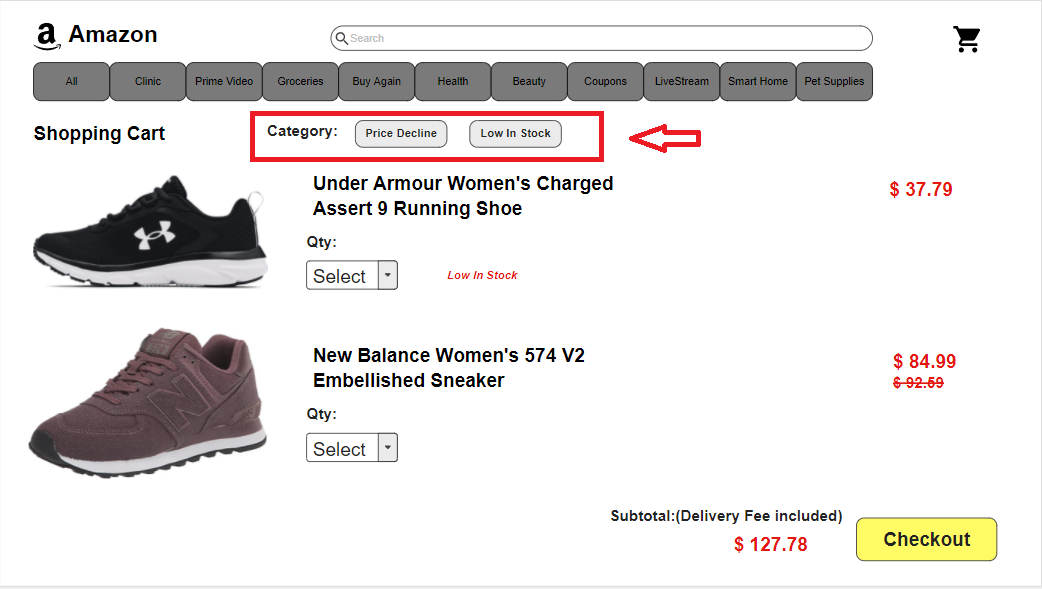 a Amazon
Search
All Clinic Prime Video Groceries Buy Again Health Beauty Coupons LiveStream Smart Home Pet Supplies
Shopping Cart
Category: Price Decline Low In Stock
Under Armour Women's Charged
Assert 9 Running Shoe
$ 37.79
Qty:
Select
Low In Stock
New Balance Women's 574 V2
Embellished Sneaker
$ 84.99
$ 92.59
Qty:
Select
Subtotal:(Delivery Fee included)
$ 127.78
Checkout